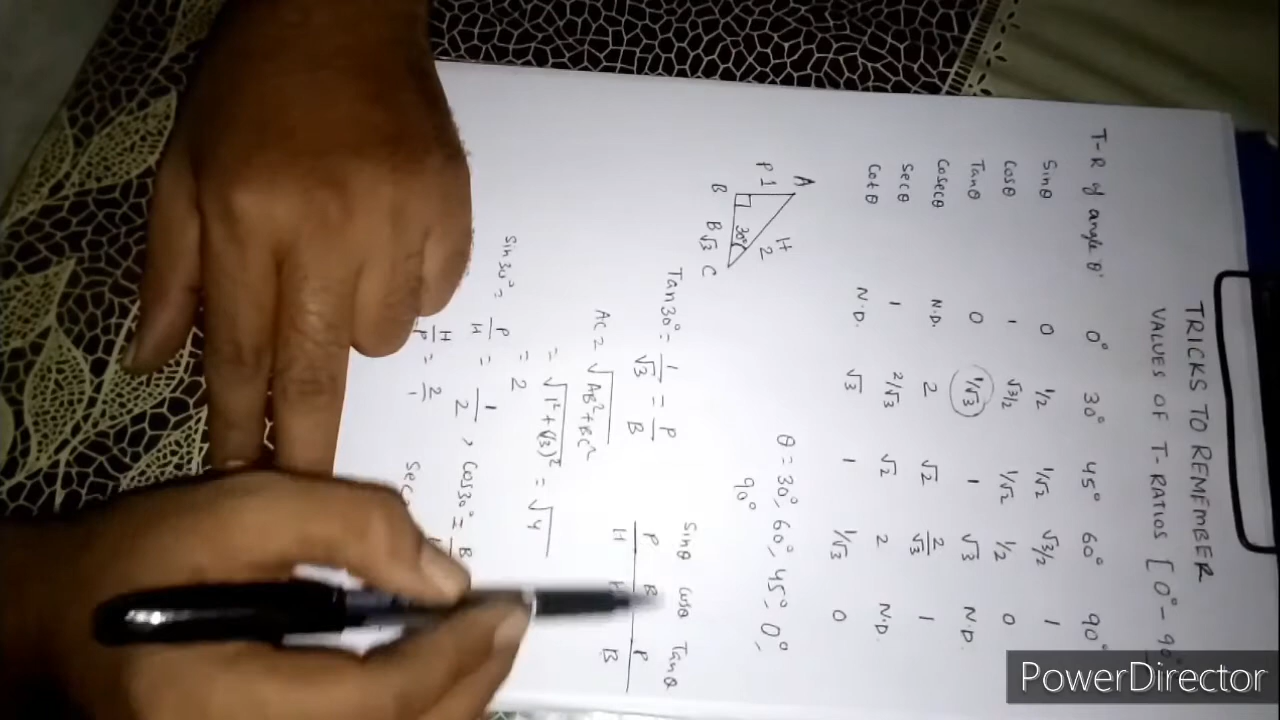 TRICKS TO REMEMBER
VALUES OF T-RATIOS [0°-90°
T-R of angle 'θ' 0° 30° 45° 60° 90°
Sinθ 0 1/2 1/√2 √3/2 1
Cosθ 1 √3/2 1/√2 1/2 0
Tanθ 0 1/√3 1 √3 N.D.
Cosecθ N.D. 2 √2 2/√3 1
Secθ 1 2/√3 √2 2 N.D.
Cotθ N.D. √3 1 1/√3 0
θ = 30°, 60°, 45°, 0°,
90°
A
P 1 H 2
30°
B B √3 C
Tan30° = 1/√3 = P/B
Sinθ Cosθ Tanθ
P/H B/H P/B
AC = √AB²+BC²
= √1²+(√3)² = √4
= 2
Sin30° = P/H = 1/2, Cos30° = B
H/P = 2/1 Sec
PowerDirector